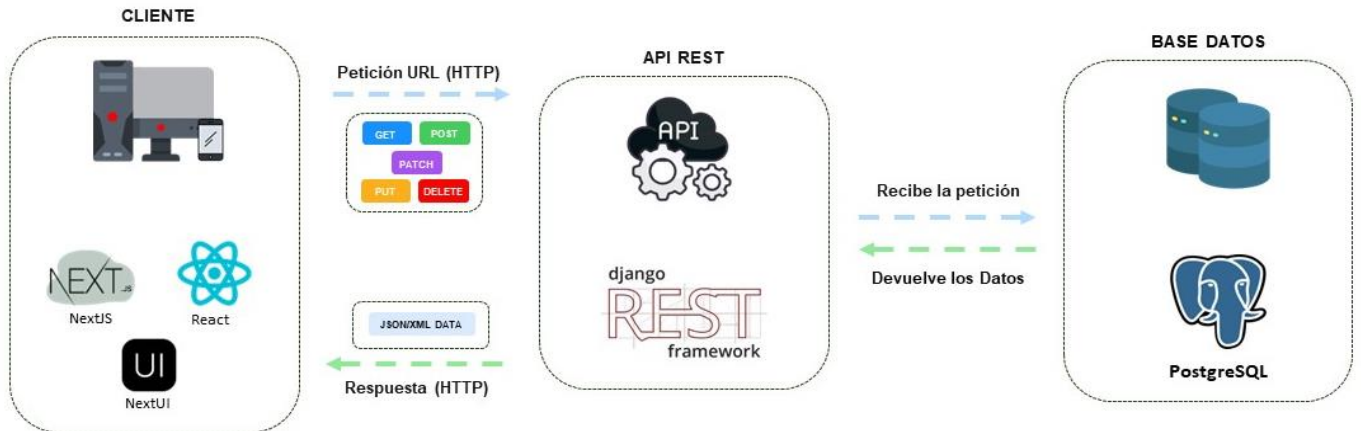 CLIENTE
NEXT.JS
NextJS
React
UI
NextUI
Petición URL (HTTP)
GET
POST
PATCH
PUT
DELETE
JSON/XML DATA
Respuesta (HTTP)
API REST
API
django
REST
framework
Recibe la petición
Devuelve los Datos
BASE DATOS
PostgreSQL